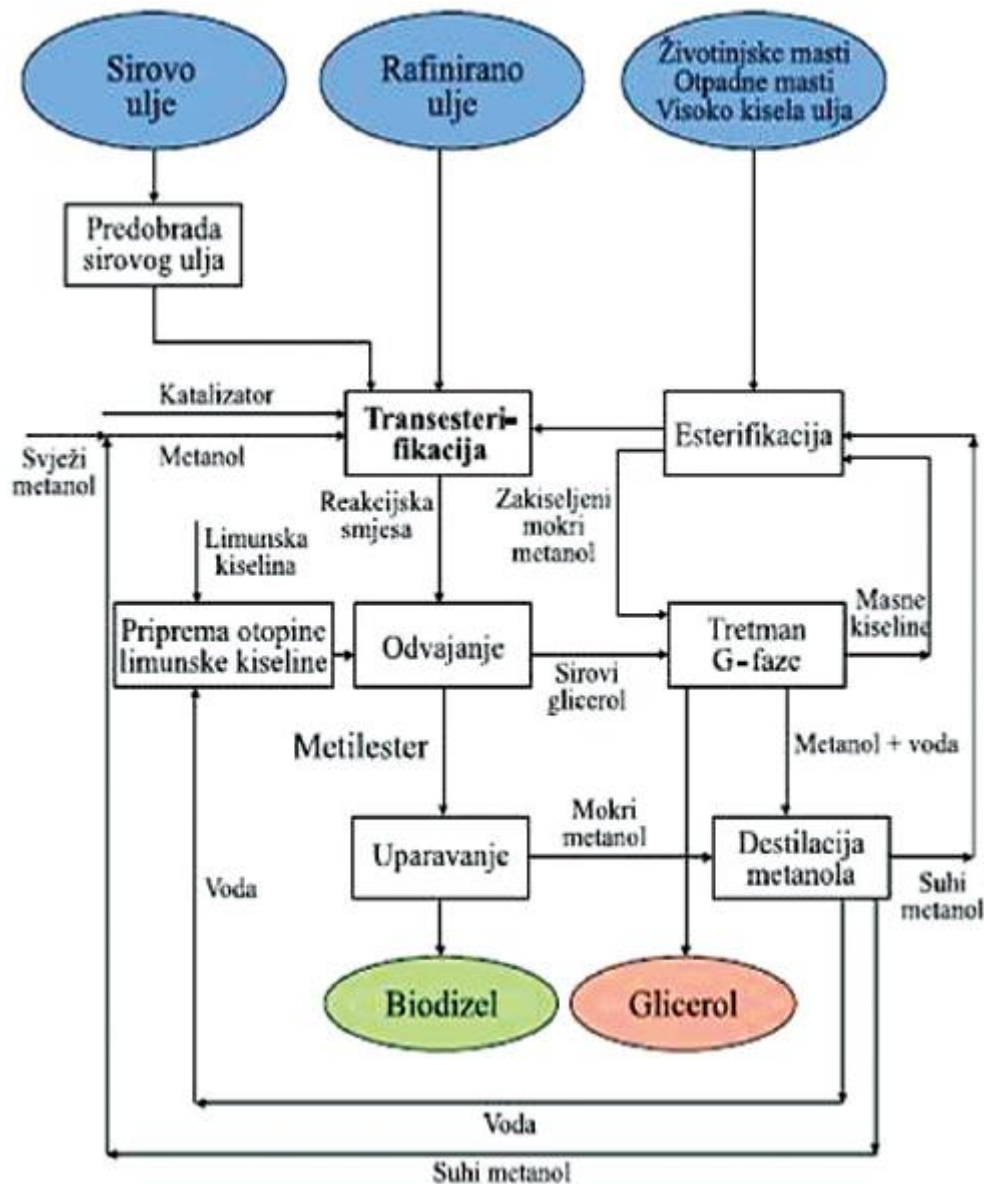 Sirovo
ulje
Rafinirano
ulje
Životinjske masti
Otpadne masti
Visoko kisela ulja
Predobrada
sirovog ulja
Katalizator
Svježi
metanol
Metanol
Transesteri-
fikacija
Esterifikacija
Reakcijska
smjesa
Zakiseljeni
mokri
metanol
Limunska
kiselina
Priprema otopine
limunske kiseline
Odvajanje
Sirovi
glicerol
Tretman
G-faze
Masne
kiseline
Metilester
Metanol + voda
Uparavanje
Mokri
metanol
Destilacija
metanola
Suhi
metanol
Voda
Biodizel
Glicerol
Voda
Suhi metanol